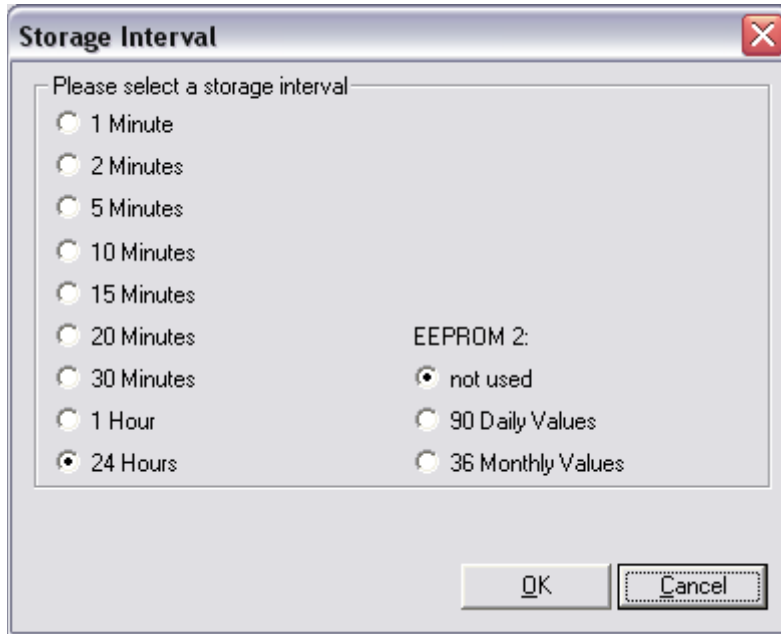 Storage Interval
Please select a storage interval
1 Minute
2 Minutes
5 Minutes
10 Minutes
15 Minutes
20 Minutes
30 Minutes
1 Hour
24 Hours
EEPROM 2:
not used
90 Daily Values
36 Monthly Values
OK
Cancel